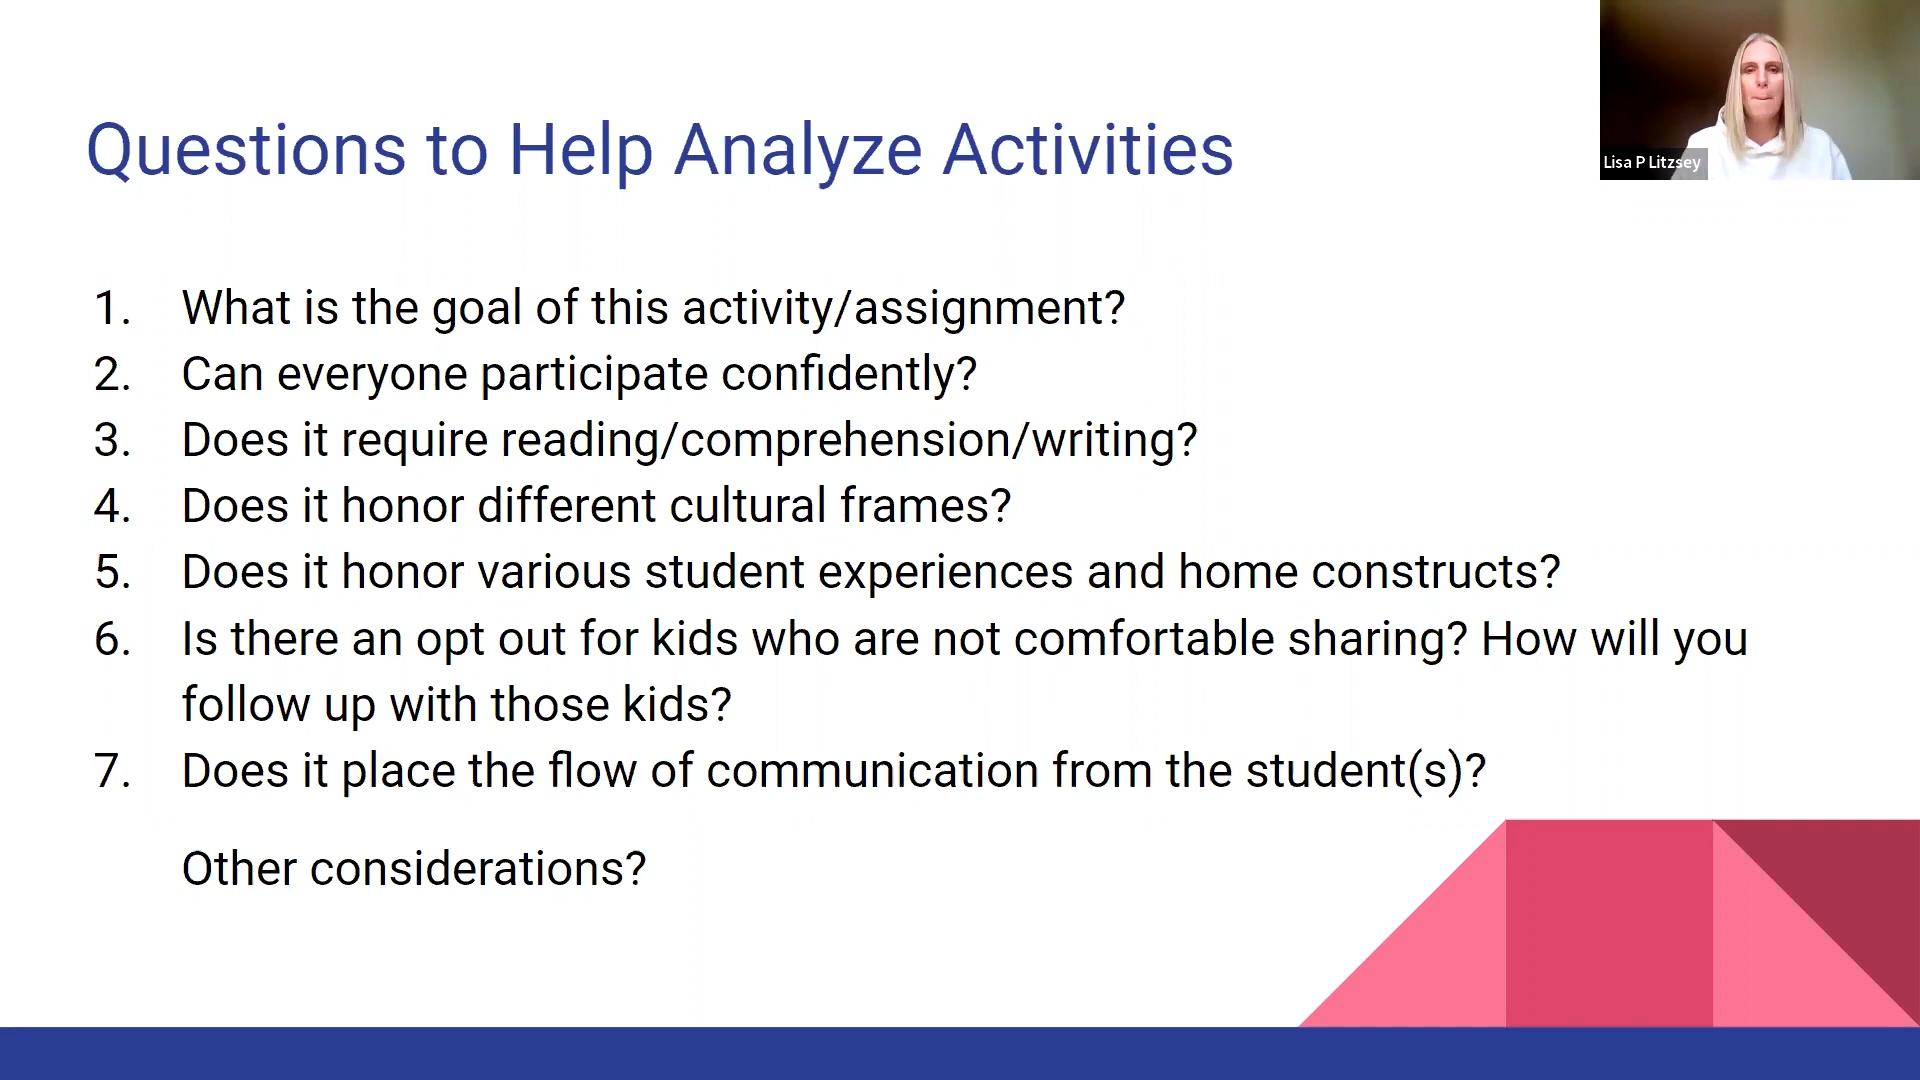 Questions to Help Analyze Activities
Lisa P Litzsey
1. What is the goal of this activity/assignment?
2. Can everyone participate confidently?
3. Does it require reading/comprehension/writing?
4. Does it honor different cultural frames?
5. Does it honor various student experiences and home constructs?
6. Is there an opt out for kids who are not comfortable sharing? How will you
follow up with those kids?
7. Does it place the flow of communication from the student(s)?
Other considerations?